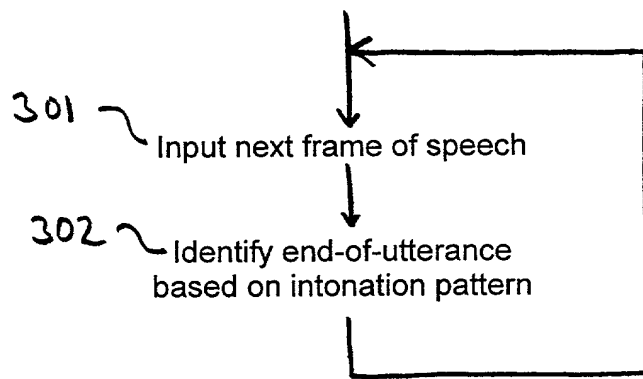 301
Input next frame of speech
302
Identify end-of-utterance
based on intonation pattern